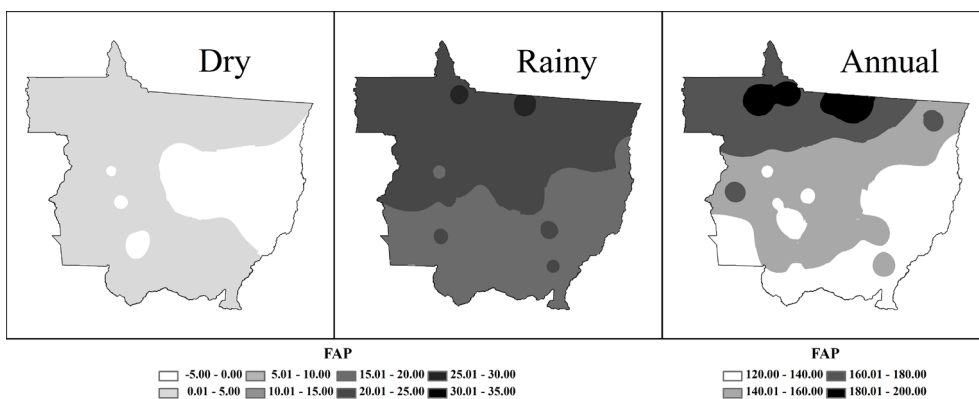 Dry Rainy Annual
FAP FAP
-5.00 - 0.00 5.01 - 10.00 15.01 - 20.00 25.01 - 30.00 120.00 - 140.00 160.01 - 180.00
0.01 - 5.00 10.01 - 15.00 20.01 - 25.00 30.01 - 35.00 140.01 - 160.00 180.01 - 200.00